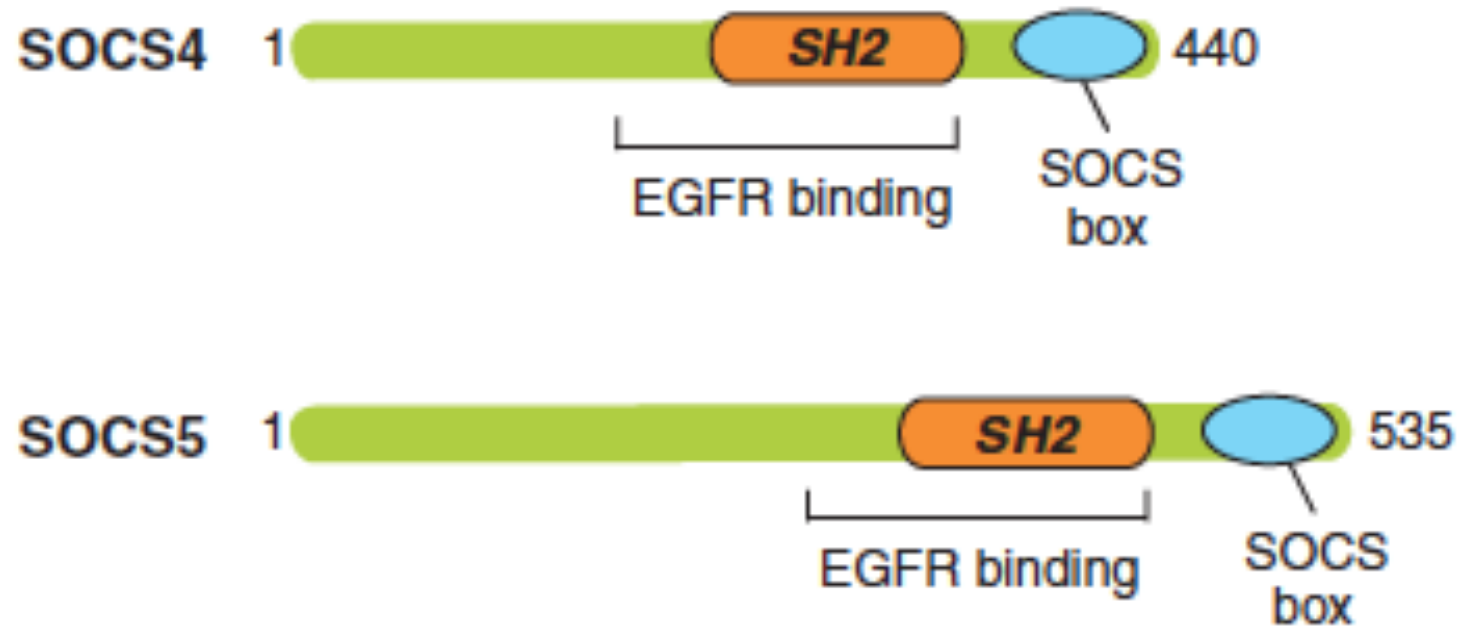 SOCS4 1 SH2 440
EGFR binding
SOCS
box
SOCS5 1 SH2 535
EGFR binding
SOCS
box